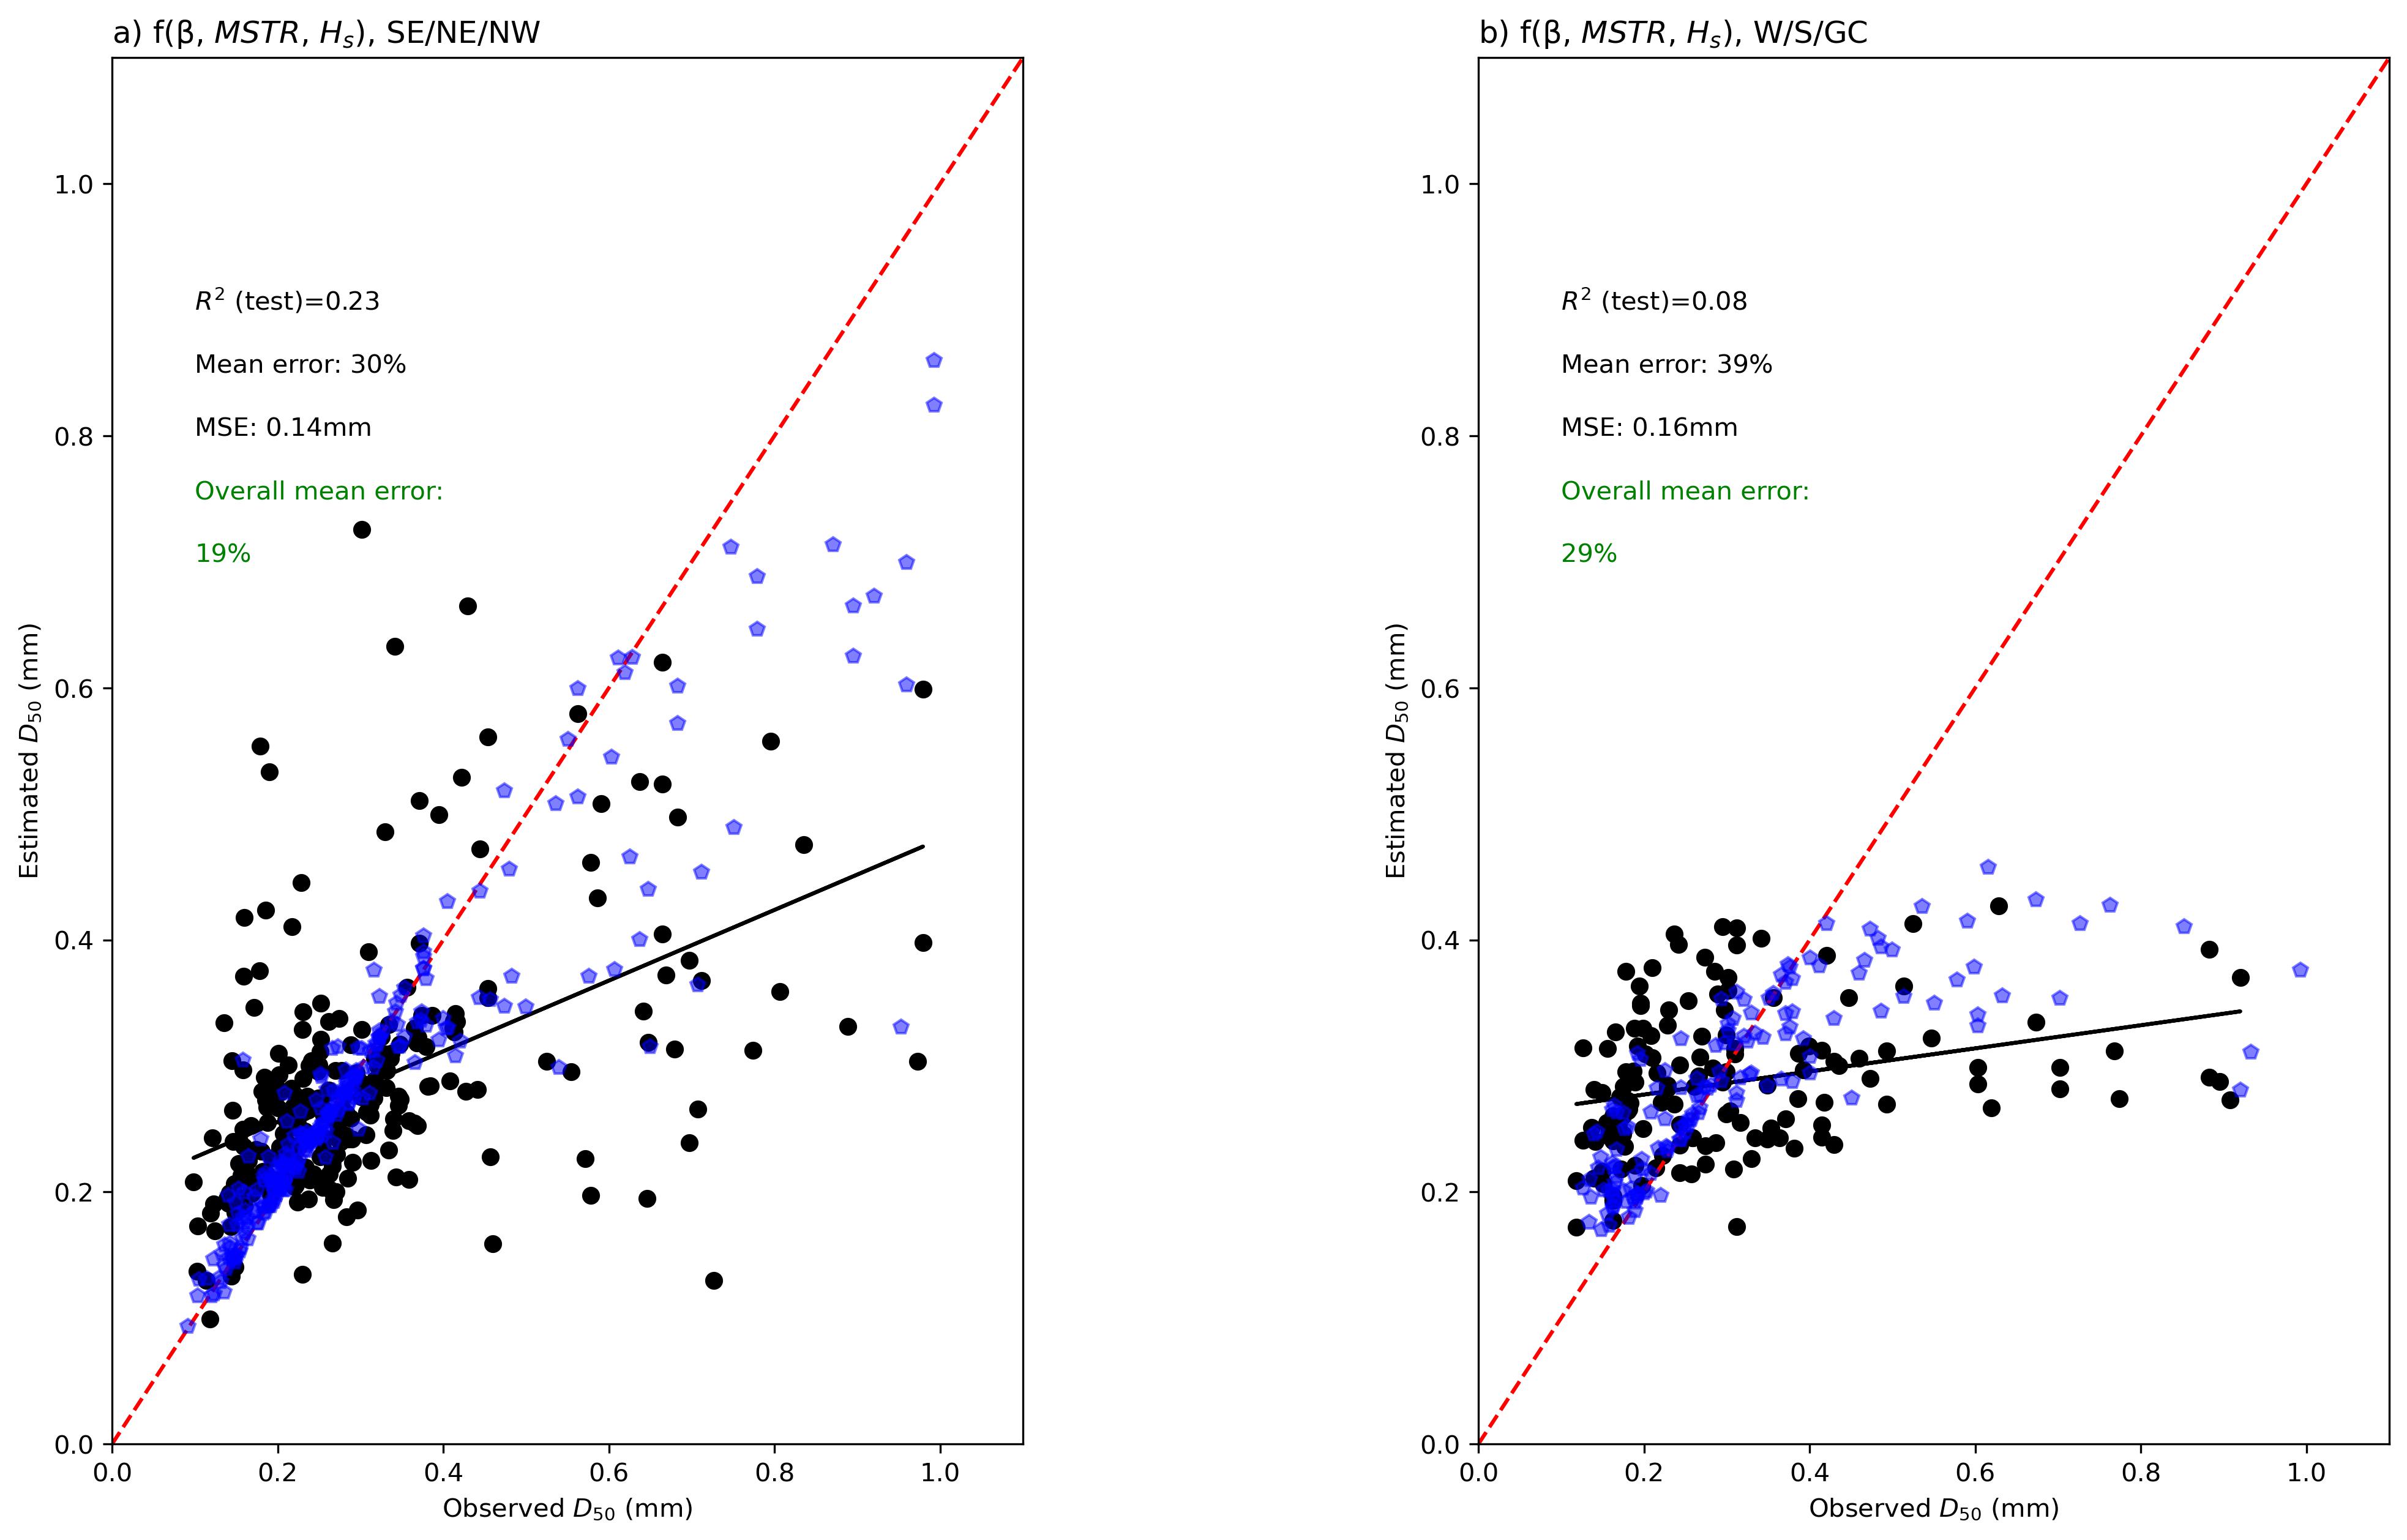 a) f(β, MSTR, Hₛ), SE/NE/NW
R² (test)=0.23
Mean error: 30%
MSE: 0.14mm
Overall mean error:
19%
Estimated D₅₀ (mm)
1.0
0.8
0.6
0.4
0.2
0.0
0.0 0.2 0.4 0.6 0.8 1.0
Observed D₅₀ (mm)
b) f(β, MSTR, Hₛ), W/S/GC
R² (test)=0.08
Mean error: 39%
MSE: 0.16mm
Overall mean error:
29%
Estimated D₅₀ (mm)
1.0
0.8
0.6
0.4
0.2
0.0
0.0 0.2 0.4 0.6 0.8 1.0
Observed D₅₀ (mm)